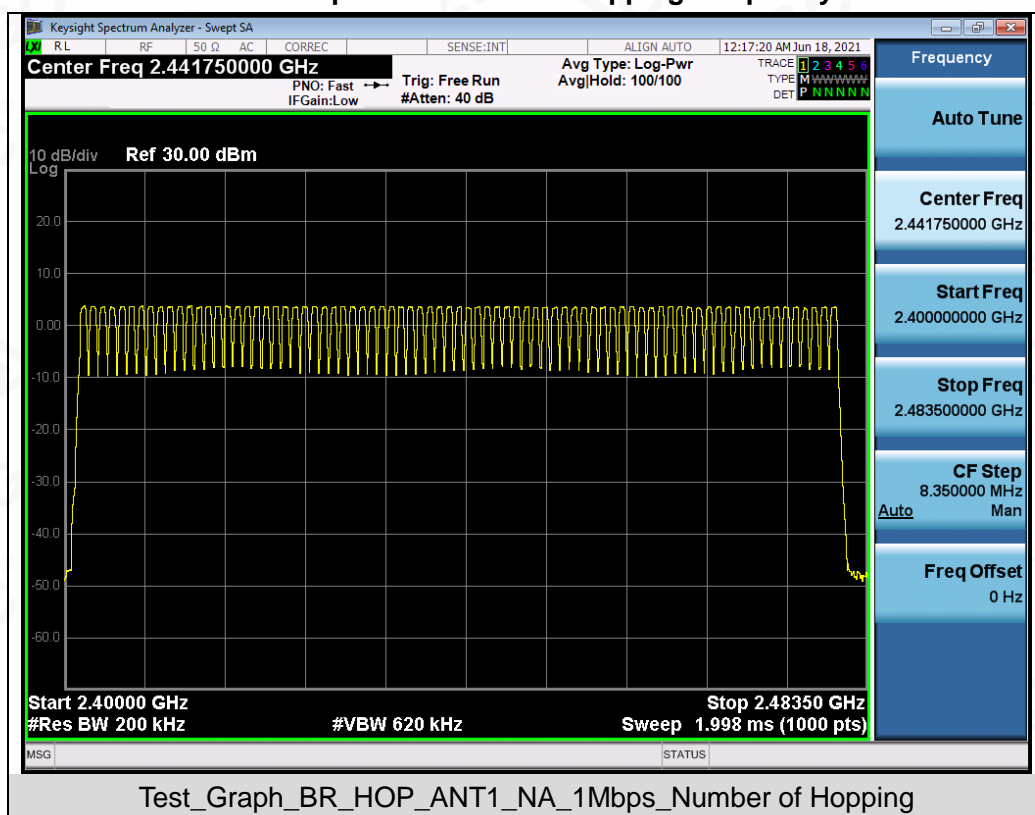 Keysight Spectrum Analyzer - Swept SA
LXI RL RF 50 Ω AC CORREC SENSE:INT ALIGN AUTO 12:17:20 AM Jun 18, 2021
Center Freq 2.441750000 GHz
PNO: Fast
IFGain:Low
Trig: Free Run
#Atten: 40 dB
Avg Type: Log-Pwr
Avg|Hold: 100/100
TRACE 1 2 3 4 5 6
TYPE M WWWWW
DET P N N N N N
10 dB/div Ref 30.00 dBm
Log
20.0
10.0
0.00
-10.0
-20.0
-30.0
-40.0
-50.0
-60.0
Start 2.40000 GHz Stop 2.48350 GHz
#Res BW 200 kHz #VBW 620 kHz Sweep 1.998 ms (1000 pts)
MSG STATUS
Frequency
Auto Tune
Center Freq
2.441750000 GHz
Start Freq
2.400000000 GHz
Stop Freq
2.483500000 GHz
CF Step
8.350000 MHz
Auto Man
Freq Offset
0 Hz
Test_Graph_BR_HOP_ANT1_NA_1Mbps_Number of Hopping